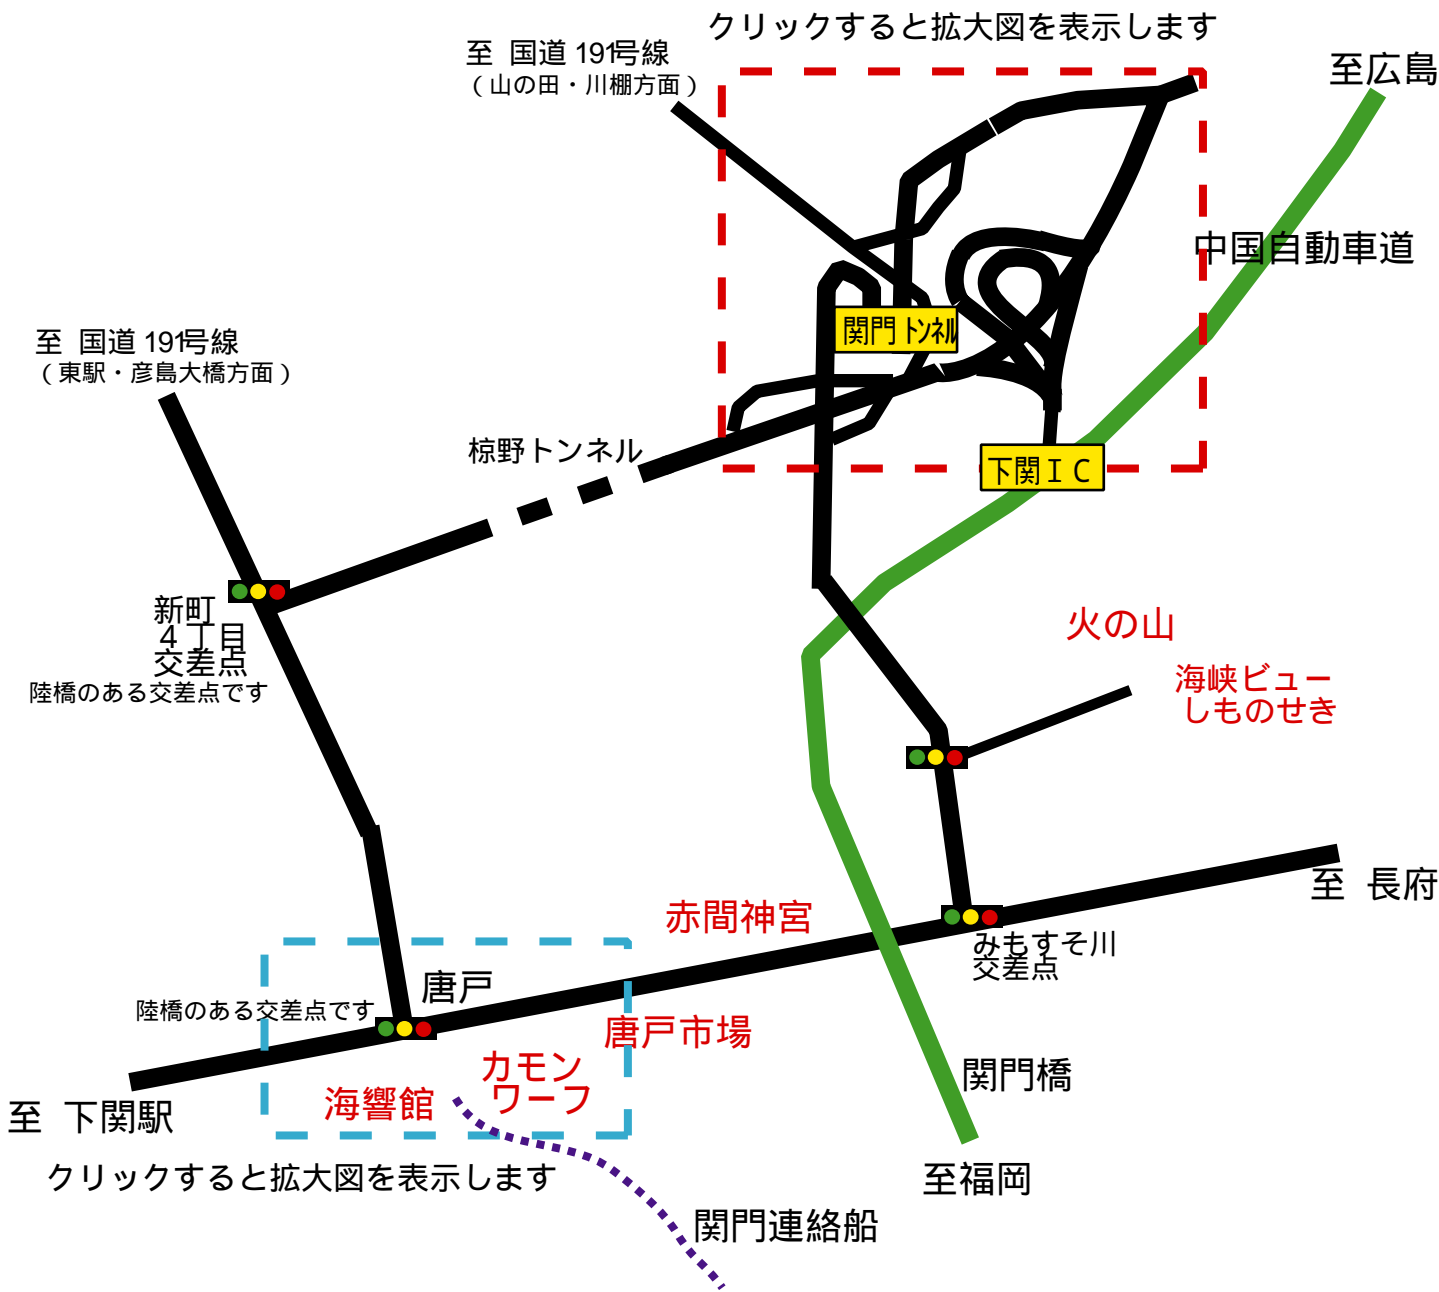 クリックすると拡大図を表示します
至 国道191号線
（山の田・川棚方面）
至広島
中国自動車道
関門トンネル
至 国道191号線
（東駅・彦島大橋方面）
椋野トンネル
下関ＩＣ
新町
４丁目
交差点
陸橋のある交差点です
火の山
海峡ビュー
しものせき
至 長府
赤間神宮
みもすそ川
交差点
唐戸
陸橋のある交差点です
唐戸市場
カモン
ワーフ
海響館
関門橋
至 下関駅
クリックすると拡大図を表示します
至福岡
関門連絡船